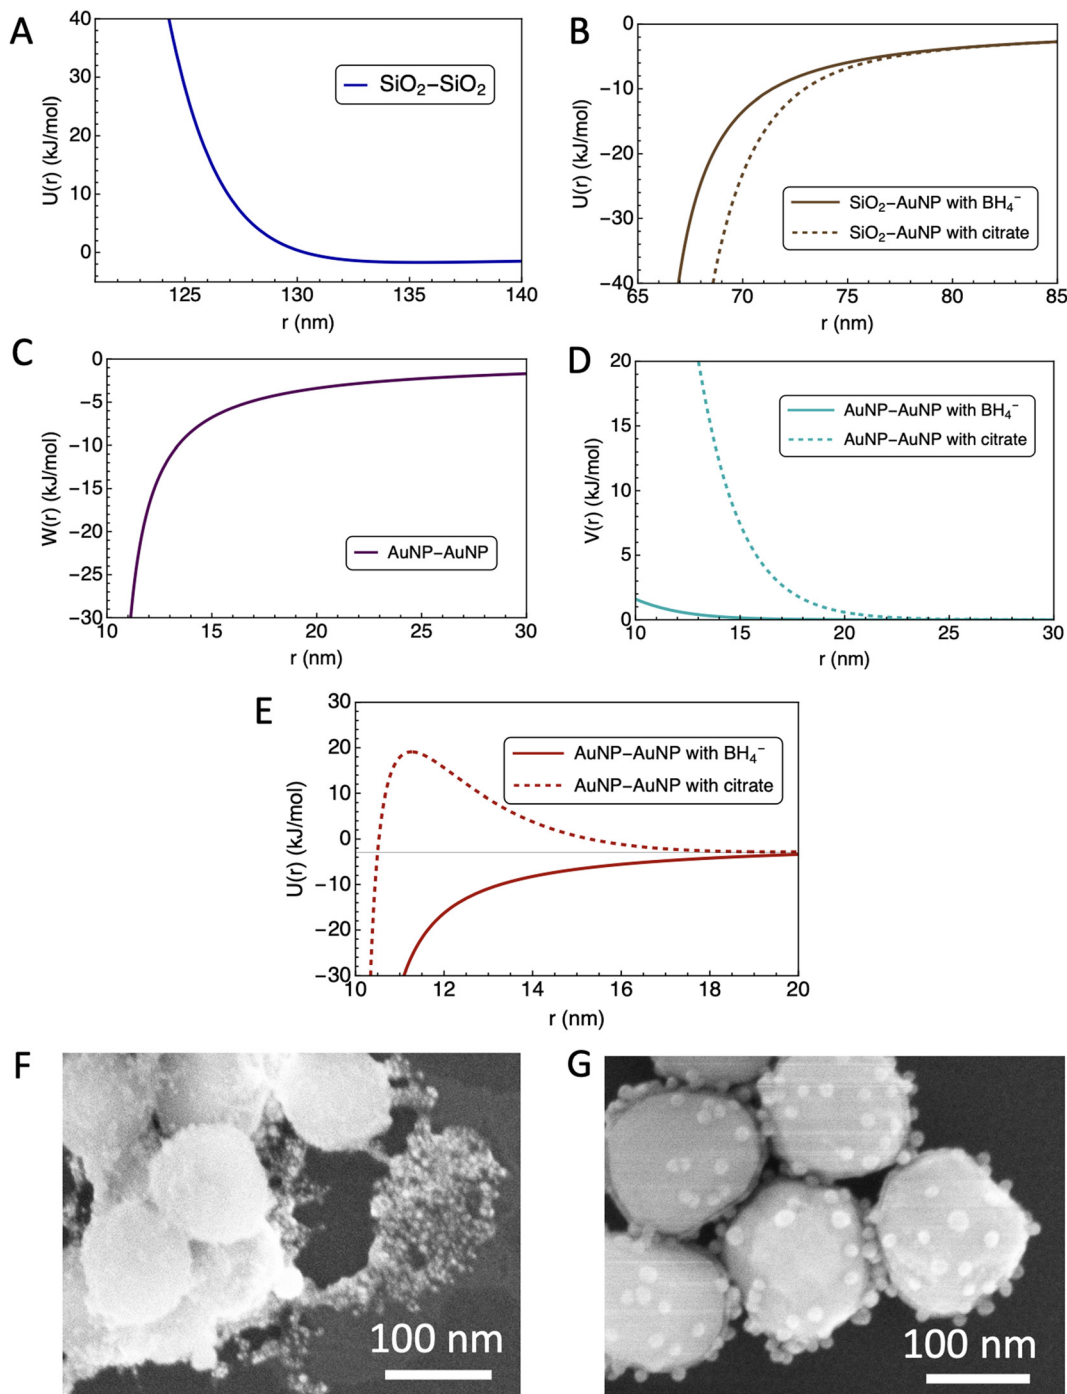 A
40
30
20
10
0
U(r) (kJ/mol)
SiO₂–SiO₂
125 130 135 140
r (nm)
B
0
−10
−20
−30
−40
U(r) (kJ/mol)
SiO₂–AuNP with BH₄⁻
SiO₂–AuNP with citrate
65 70 75 80 85
r (nm)
C
0
−5
−10
−15
−20
−25
−30
W(r) (kJ/mol)
AuNP–AuNP
10 15 20 25 30
r (nm)
D
20
15
10
5
0
V(r) (kJ/mol)
AuNP–AuNP with BH₄⁻
AuNP–AuNP with citrate
10 15 20 25 30
r (nm)
E
30
20
10
0
−10
−20
−30
U(r) (kJ/mol)
AuNP–AuNP with BH₄⁻
AuNP–AuNP with citrate
10 12 14 16 18 20
r (nm)
F
100 nm
G
100 nm